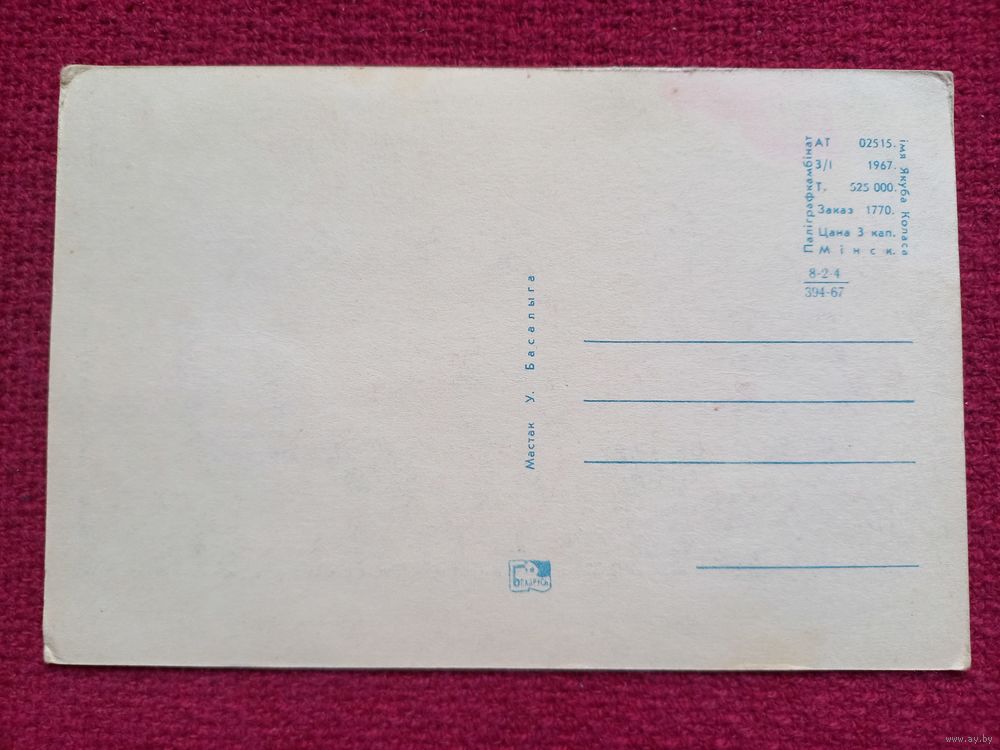 Паліграфкамбінат
АТ 02515.
3/I 1967.
Т. 525 000.
Заказ 1770.
Цана 3 кап.
Мінск.
імя Якуба Коласа
8-2-4
394-67
Мастак У. Басалыга
Беларусь
www.ay.by